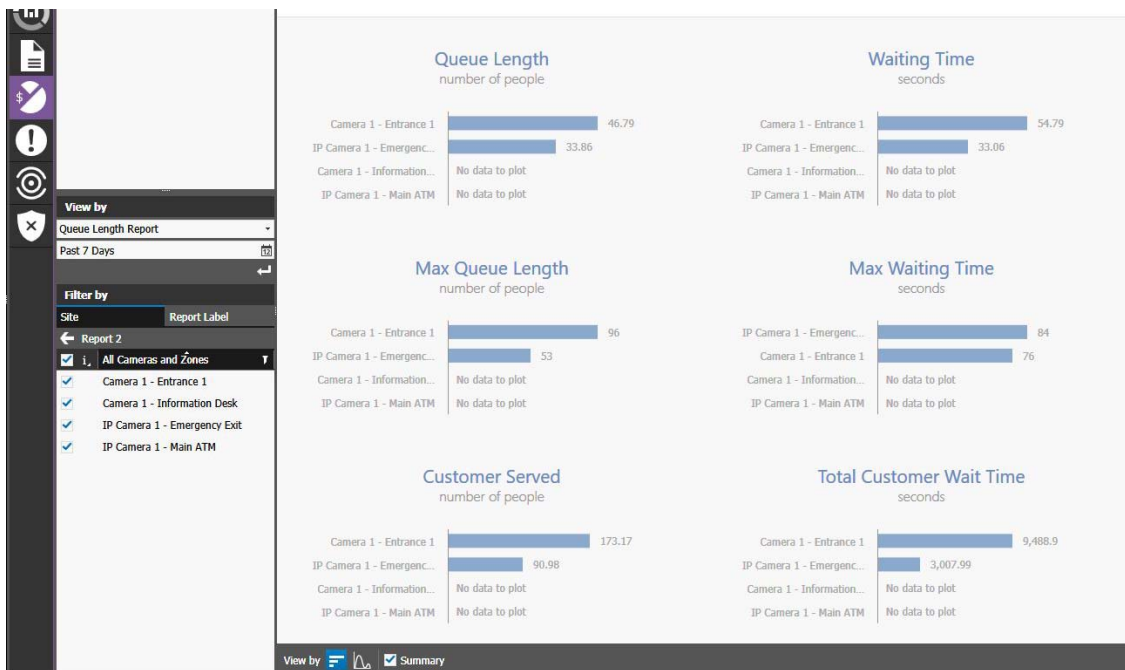 Queue Length
number of people
Camera 1 - Entrance 1 46.79
IP Camera 1 - Emergenc... 33.86
Camera 1 - Information... No data to plot
IP Camera 1 - Main ATM No data to plot
Waiting Time
seconds
Camera 1 - Entrance 1 54.79
IP Camera 1 - Emergenc... 33.06
Camera 1 - Information... No data to plot
IP Camera 1 - Main ATM No data to plot
View by
Queue Length Report
Past 7 Days
12
Filter by
Site Report Label
Report 2
All Cameras and Zones
Camera 1 - Entrance 1
Camera 1 - Information Desk
IP Camera 1 - Emergency Exit
IP Camera 1 - Main ATM
Max Queue Length
number of people
Camera 1 - Entrance 1 96
IP Camera 1 - Emergenc... 53
Camera 1 - Information... No data to plot
IP Camera 1 - Main ATM No data to plot
Max Waiting Time
seconds
IP Camera 1 - Emergenc... 84
Camera 1 - Entrance 1 76
Camera 1 - Information... No data to plot
IP Camera 1 - Main ATM No data to plot
Customer Served
number of people
Camera 1 - Entrance 1 173.17
IP Camera 1 - Emergenc... 90.98
Camera 1 - Information... No data to plot
IP Camera 1 - Main ATM No data to plot
Total Customer Wait Time
seconds
Camera 1 - Entrance 1 9,488.9
IP Camera 1 - Emergenc... 3,007.99
Camera 1 - Information... No data to plot
IP Camera 1 - Main ATM No data to plot
View by Summary